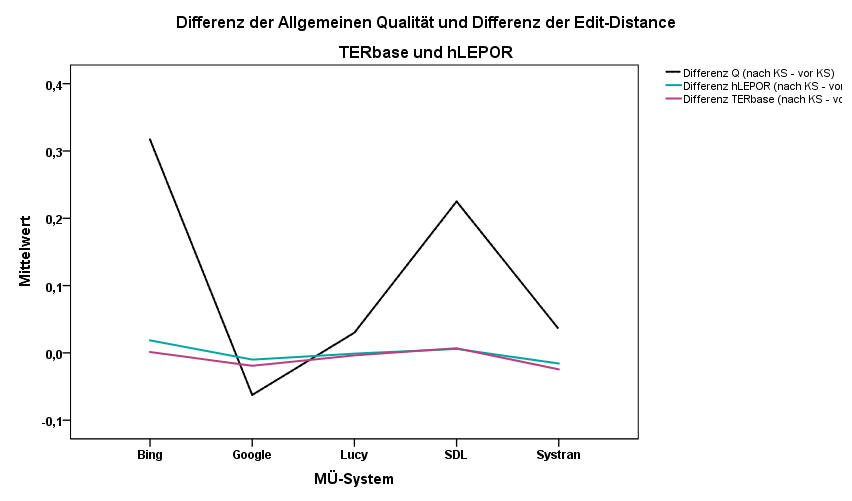 Differenz der Allgemeinen Qualität und Differenz der Edit-Distance
TERbase und hLEPOR
Differenz Q (nach KS - vor KS)
Differenz hLEPOR (nach KS - vor
Differenz TERbase (nach KS -
0,4
0,3
0,2
0,1
0,0
-0,1
Mittelwert
Bing Google Lucy SDL Systran
MÜ-System